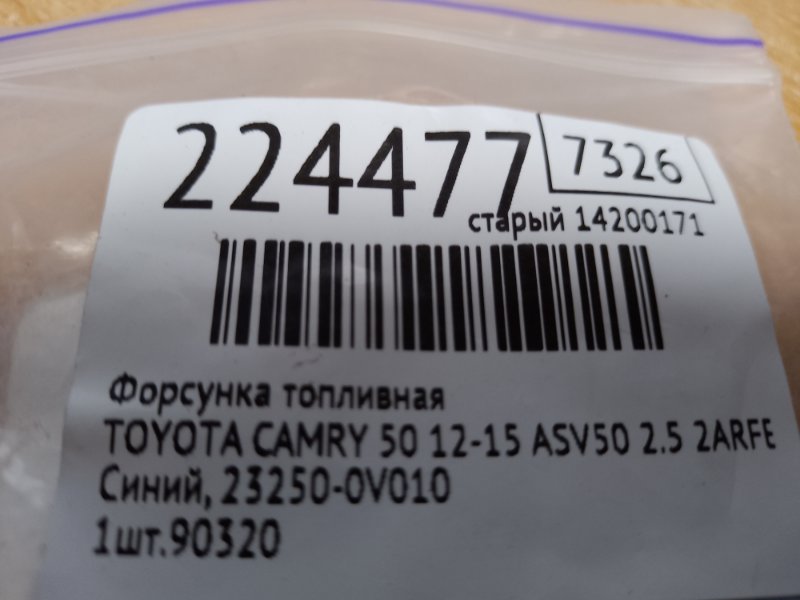 224477 7326
старый 14200171
Форсунка топливная
TOYOTA CAMRY 50 12-15 ASV50 2.5 2ARFE
Синий, 23250-0V010
1шт.90320